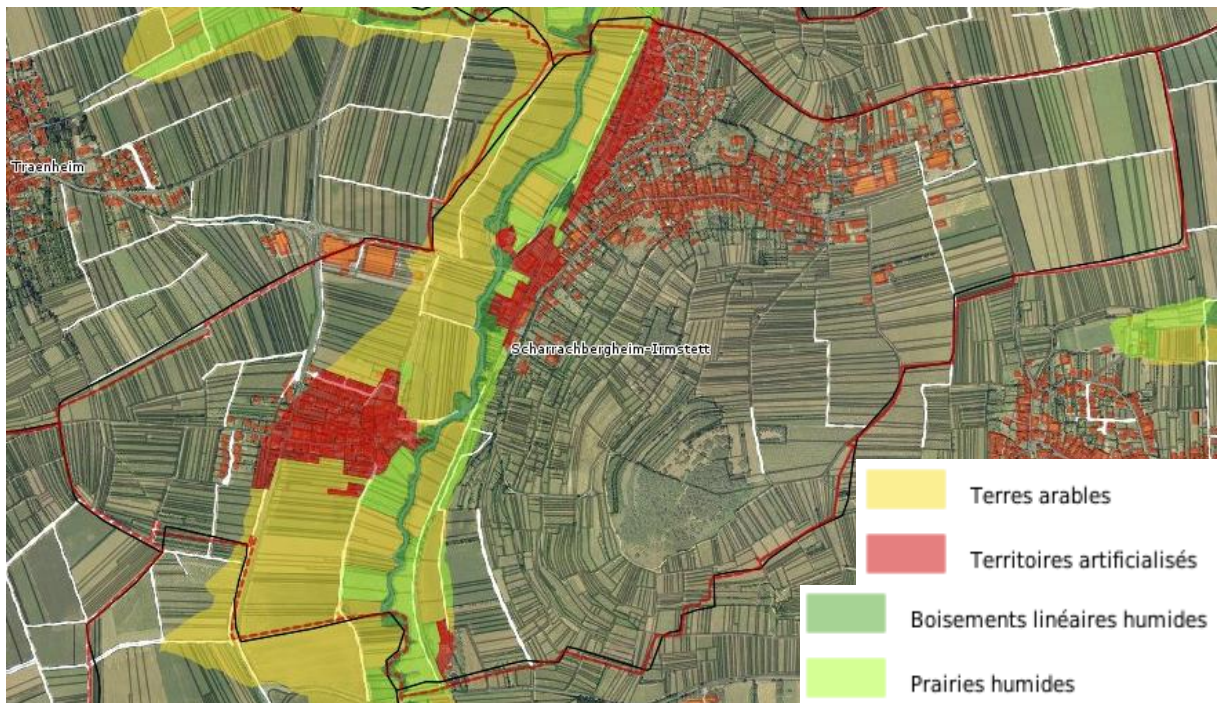 Traenheim
Scharrachbergheim-Irmstett
Terres arables
Territoires artificialisés
Boisements linéaires humides
Prairies humides